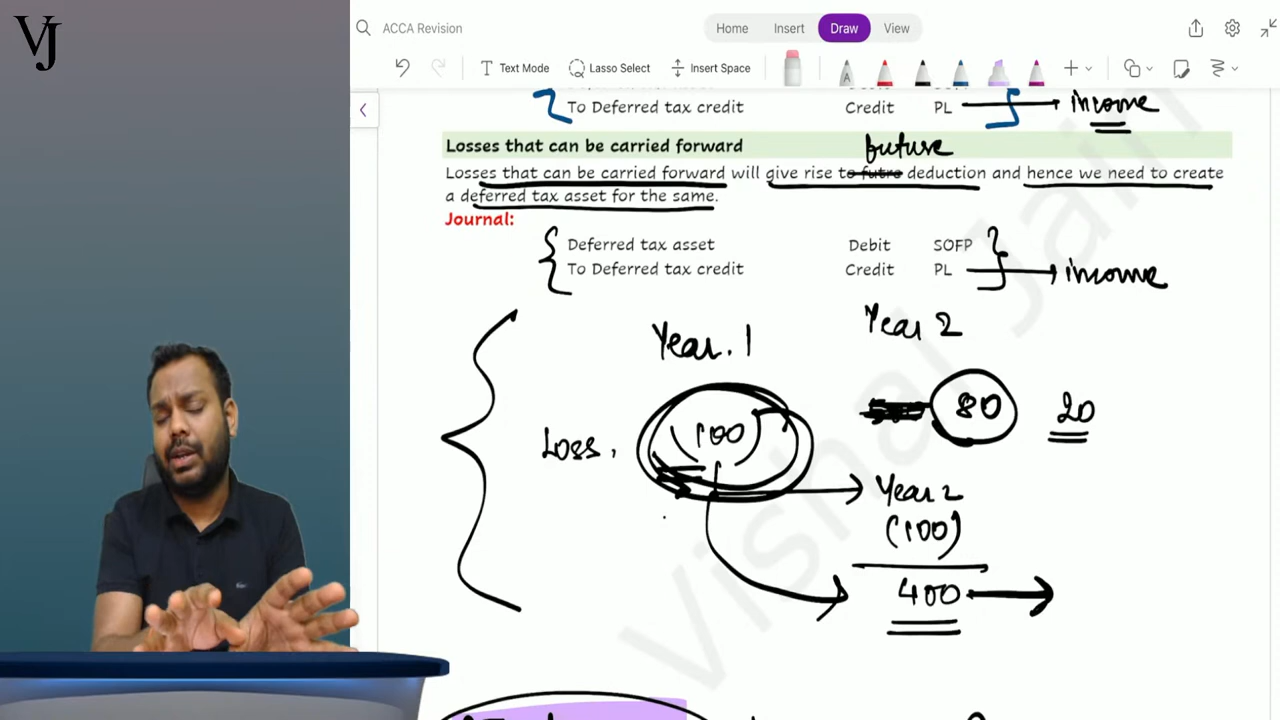 VJ
ACCA Revision
Home Insert Draw View
Text Mode Lasso Select Insert Space
To Deferred tax credit Credit PL income
Losses that can be carried forward future
Losses that can be carried forward will give rise to futre deduction and hence we need to create
a deferred tax asset for the same.
Journal:
Deferred tax asset Debit SOFP
To Deferred tax credit Credit PL income
Year 1 Year 2
80 20
Loss. (100)
Year 2
(100)
400
Vishal Jain